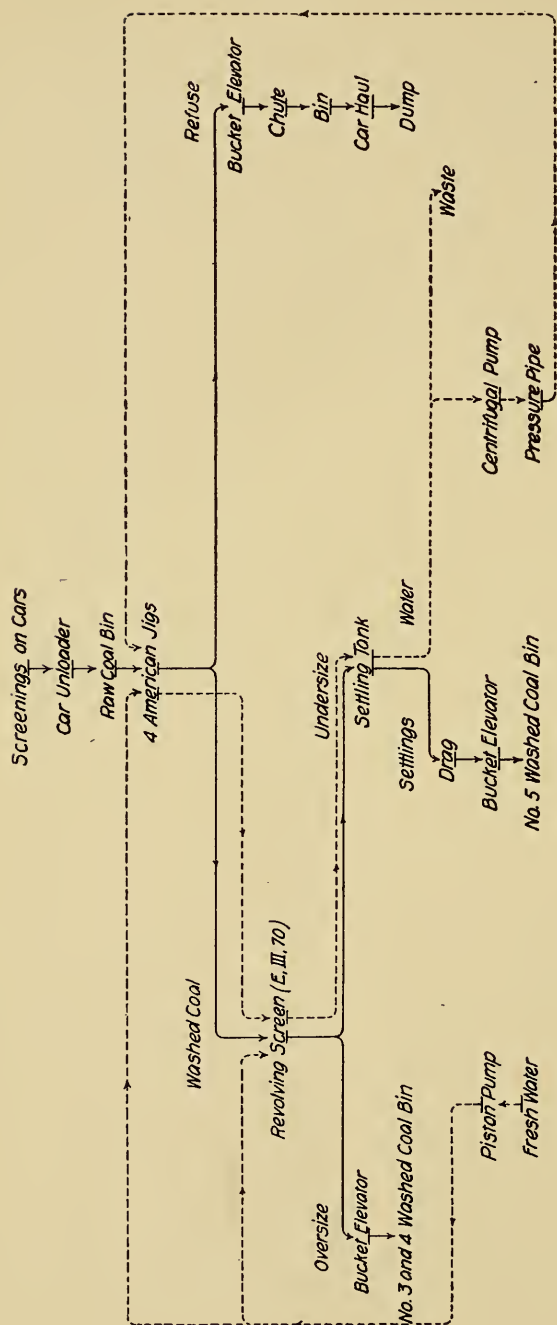 Screenings on Cars
Car Unloader
Raw Coal Bin
4 American Jigs
Washed Coal
Refuse
Bucket Elevator
Chute
Bin
Car Haul
Dump
Revolving Screen (E, III, 70)
Oversize
Undersize
Bucket Elevator
No. 3 and 4 Washed Coal Bin
Settling Tank
Settlings
Water
Waste
Drag
Bucket Elevator
No. 5 Washed Coal Bin
Centrifugal Pump
Pressure Pipe
Piston Pump
Fresh Water